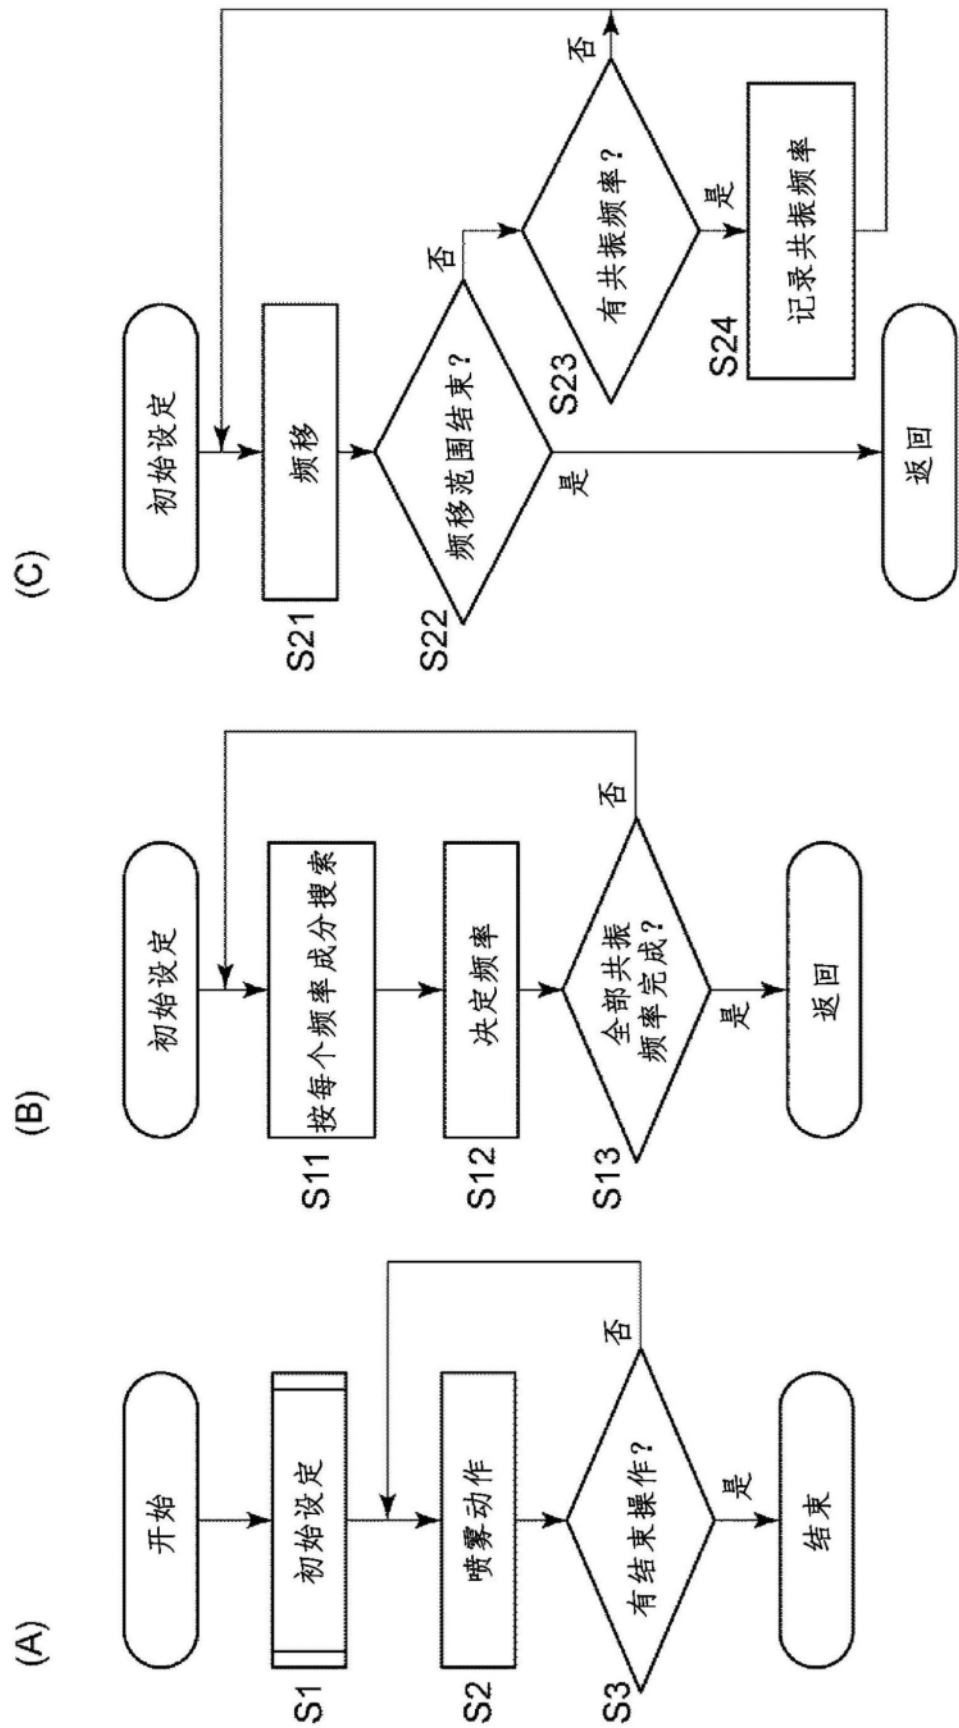 (A)
开始
S1
初始设定
S2
喷雾动作
S3
有结束操作?
否
是
结束
(B)
初始设定
S11
按每个频率成分搜索
S12
决定频率
S13
全部共振
频率完成?
否
是
返回
(C)
初始设定
S21
频移
S22
频移范围结束?
否
是
S23
有共振频率?
否
是
S24
记录共振频率
返回